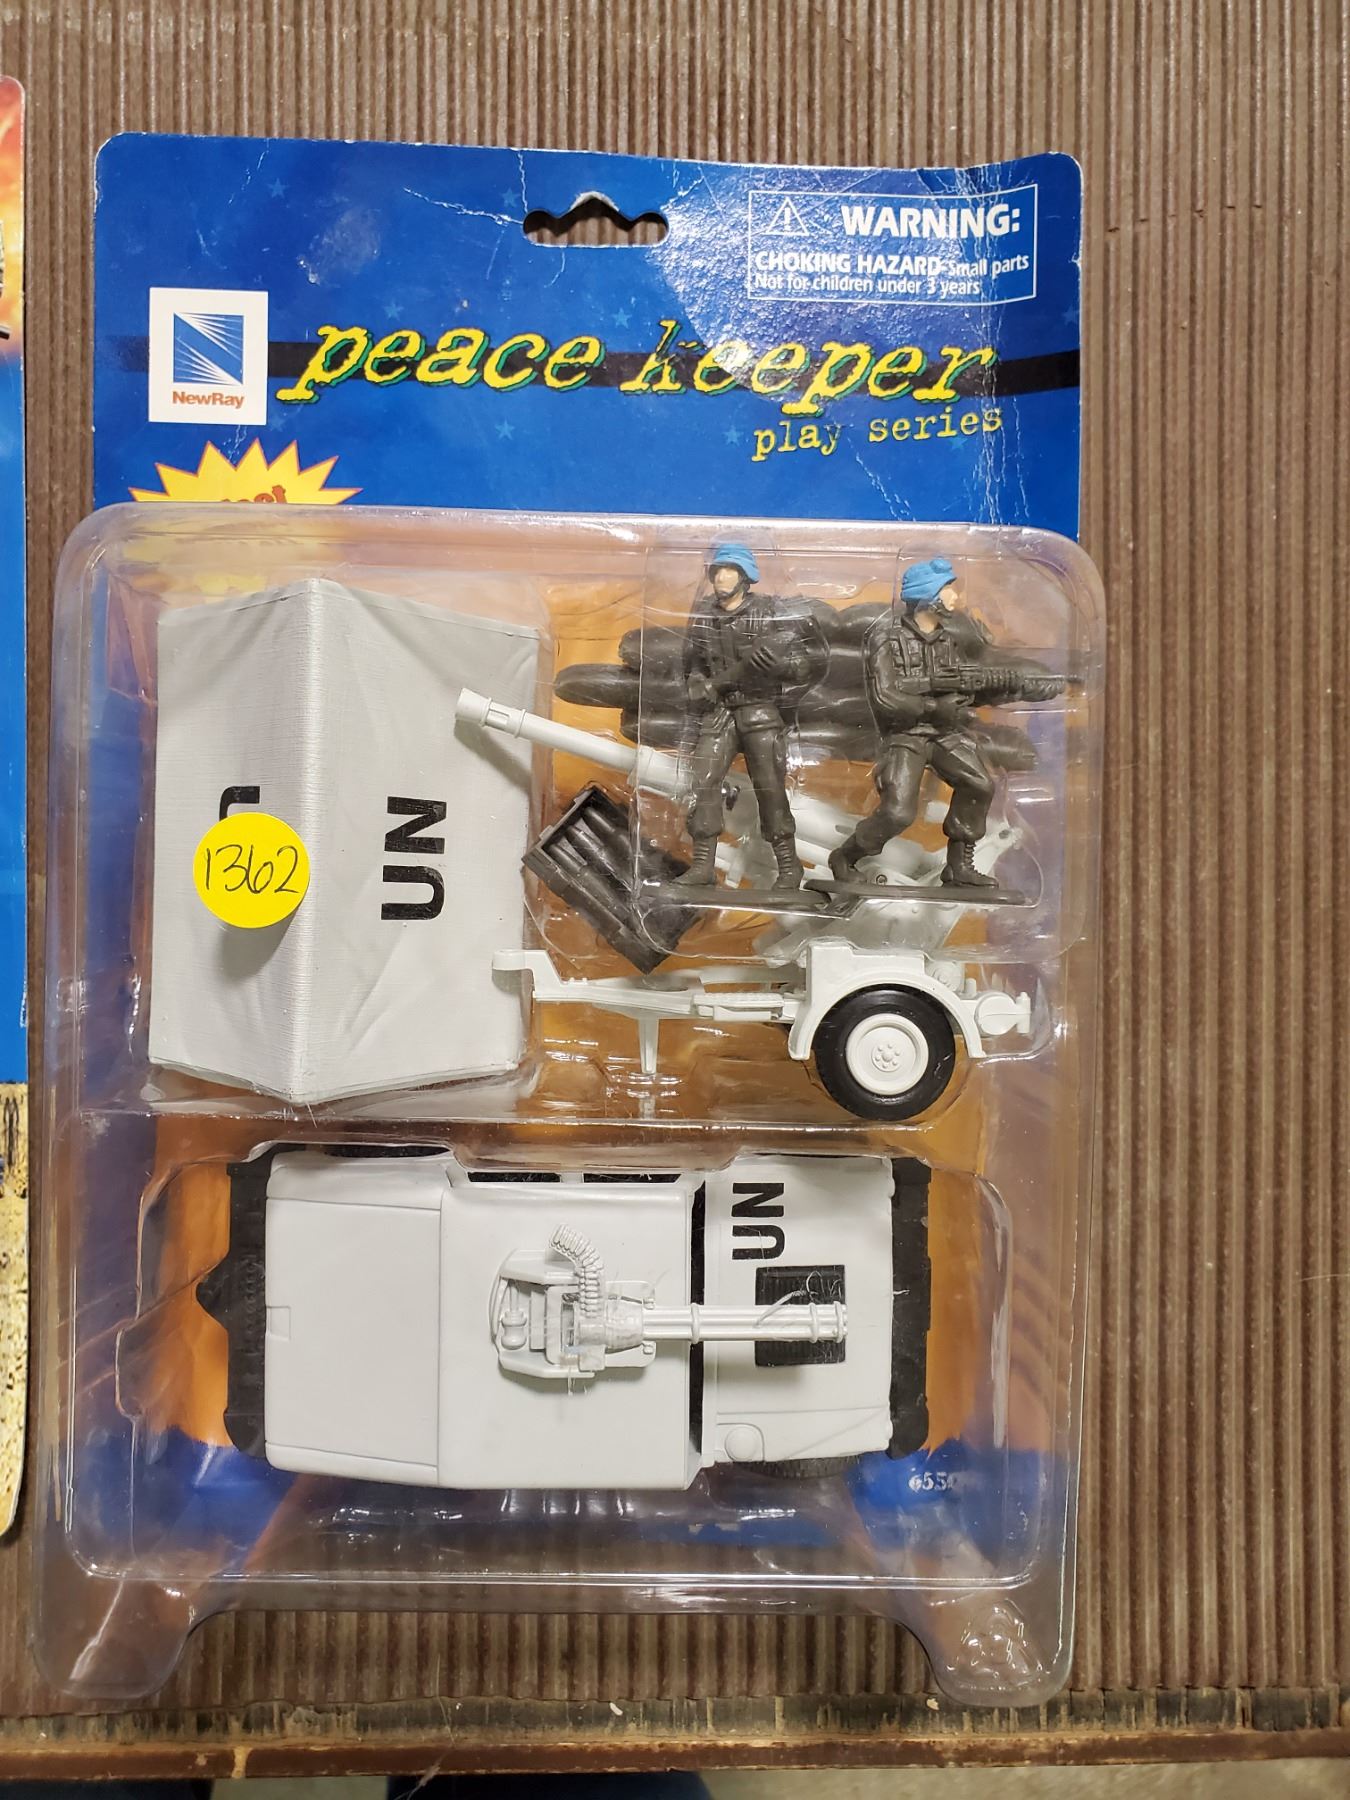 WARNING:
CHOKING HAZARD-small parts
Not for children under 3 years
NewRay
peace keeper
play series
UN
1362
UN